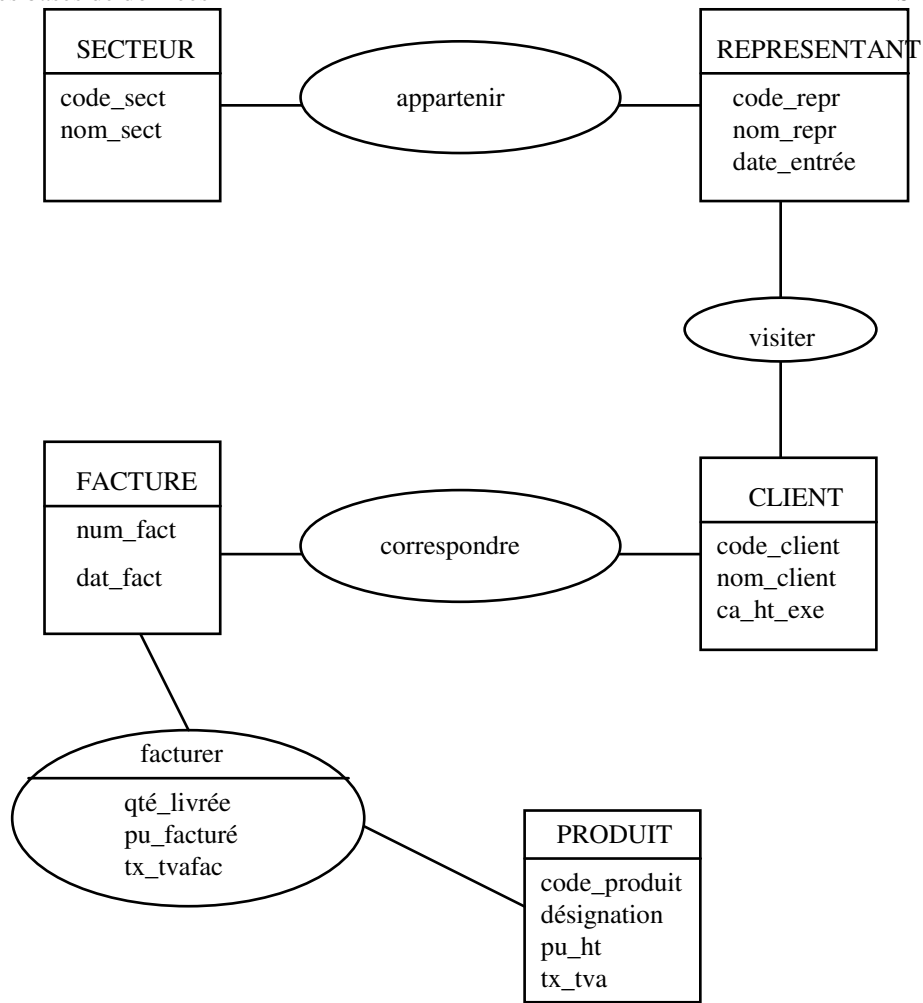 SECTEUR
code_sect
nom_sect
appartenir
REPRESENTANT
code_repr
nom_repr
date_entrée
visiter
FACTURE
num_fact
dat_fact
correspondre
CLIENT
code_client
nom_client
ca_ht_exe
facturer
qté_livrée
pu_facturé
tx_tvafac
PRODUIT
code_produit
désignation
pu_ht
tx_tva